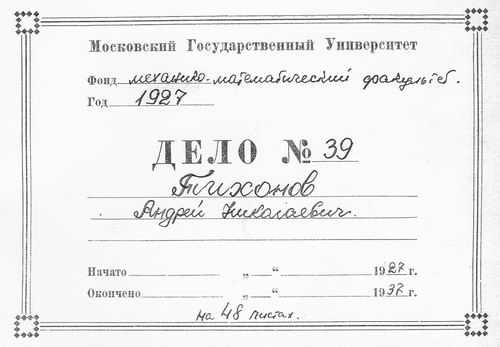 Московский Государственный Университет
Фонд механико-математический факультет.
Год 1927
ДЕЛО № 39
Тихонов
Андрей Николаевич.
Начато „ “ 1927 г.
Окончено „ “ 1937 г.
на 48 листах.